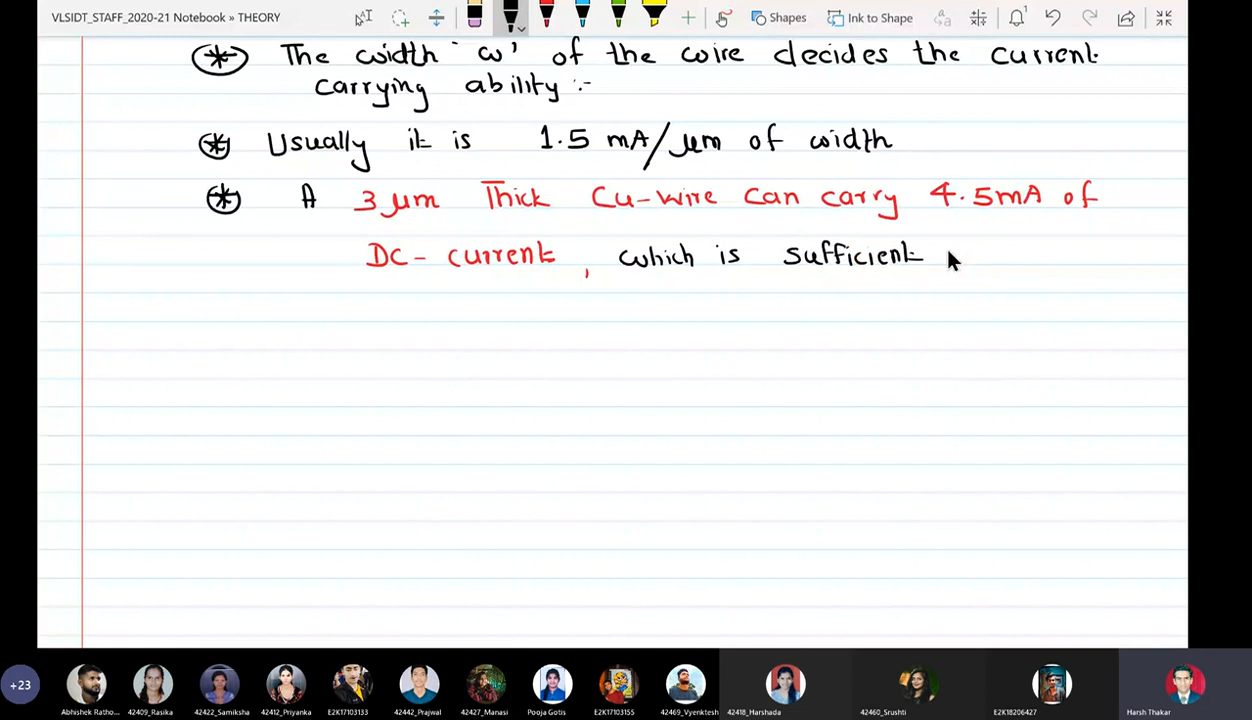 VLSIDT_STAFF_2020-21 Notebook » THEORY
Shapes
Ink to Shape
The width 'w' of the wire decides the current
carrying ability :-
Usually it is 1.5 mA/μm of width
A 3 μm Thick Cu-wire can carry 4.5mA of
DC-current, which is sufficient
+23
Abhishek Ratho...
42409_Rasika
42422_Samiksha
42412_Priyanka
E2K17103133
42442_Prajwal
42427_Manasi
Pooja Gotis
E2K17103155
42469_Vyenktesh
42418_Harshada
42460_Srushti
E2K18206427
Harsh Thakar